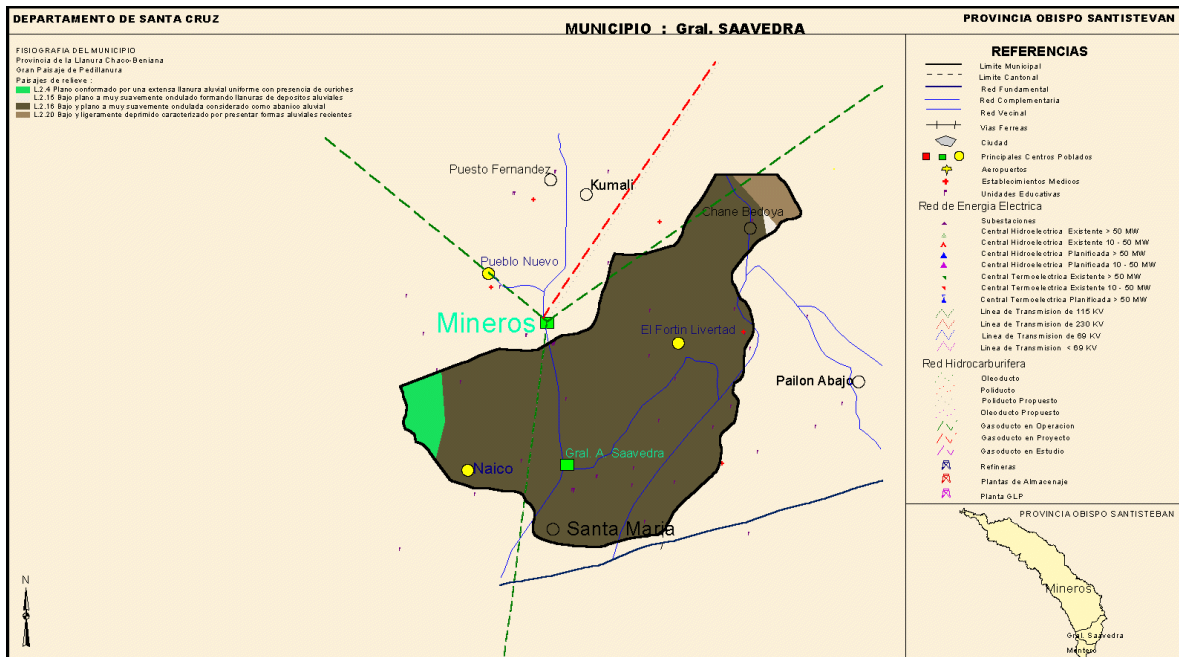 DEPARTAMENTO DE SANTA CRUZ
MUNICIPIO : Gral. SAAVEDRA
PROVINCIA OBISPO SANTISTEVAN
FISIOGRAFIA DEL MUNICIPIO
Provincia de la Llanura Chaco-Beniana
Gran Paisaje de Pedillanura
Paisajes de relieve :
L.2.4 Plano conformado por una extensa llanura aluvial uniforme con presencia de curiches
L.2.15 Bajo plano a muy suavemente ondulado formando llanuras de depositos aluviales
L.2.16 Bajo y plano a muy suavemente ondulada considerado como abanico aluvial
L.2.20 Bajo y ligeramente deprimido caracterizado por presentar formas aluviales recientes
Puesto Fernandez
Kumali
Chane Bedoya
Pueblo Nuevo
Mineros
El Fortin Livertad
Pailon Abajo
Gral. A. Saavedra
Naico
Santa Maria
N
REFERENCIAS
Limite Municipal
Limite Cantonal
Red Fundamental
Red Complementaria
Red Vecinal
Vias Ferreas
Ciudad
Principales Centros Poblados
Aeropuertos
Establecimientos Medicos
Unidades Educativas
Red de Energia Electrica
Subestaciones
Central Hidroelectrica Existente > 50 MW
Central Hidroelectrica Existente 10 - 50 MW
Central Hidroelectrica Planificada > 50 MW
Central Hidroelectrica Planificada 10 - 50 MW
Central Termoelectrica Existente > 50 MW
Central Termoelectrica Existente 10 - 50 MW
Central Termoelectrica Planificada > 50 MW
Linea de Transmision de 115 KV
Linea de Transmision de 230 KV
Linea de Transmision de 69 KV
Linea de Transmision < 69 KV
Red Hidrocarburifera
Oleoducto
Poliducto
Poliducto Propuesto
Oleoducto Propuesto
Gasoducto en Operacion
Gasoducto en Proyecto
Gasoducto en Estudio
Refineras
Plantas de Almacenaje
Planta GLP
PROVINCIA OBISPO SANTISTEBAN
Mineros
Gral. Saavedra
Montero